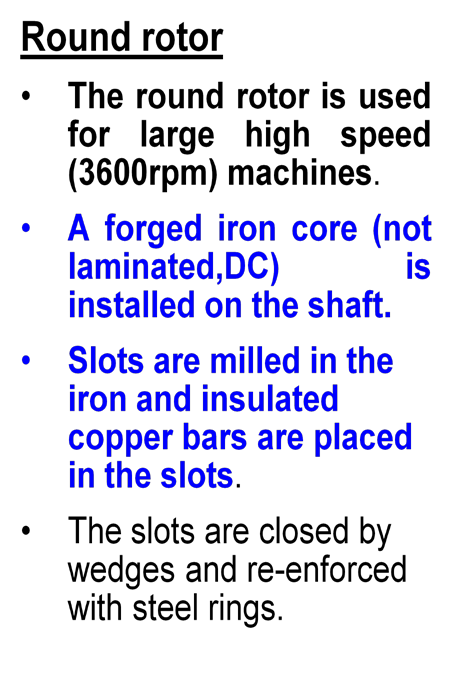 Round rotor
• The round rotor is used
for large high speed
(3600rpm) machines.
• A forged iron core (not
laminated,DC) is
installed on the shaft.
• Slots are milled in the
iron and insulated
copper bars are placed
in the slots.
• The slots are closed by
wedges and re-enforced
with steel rings.